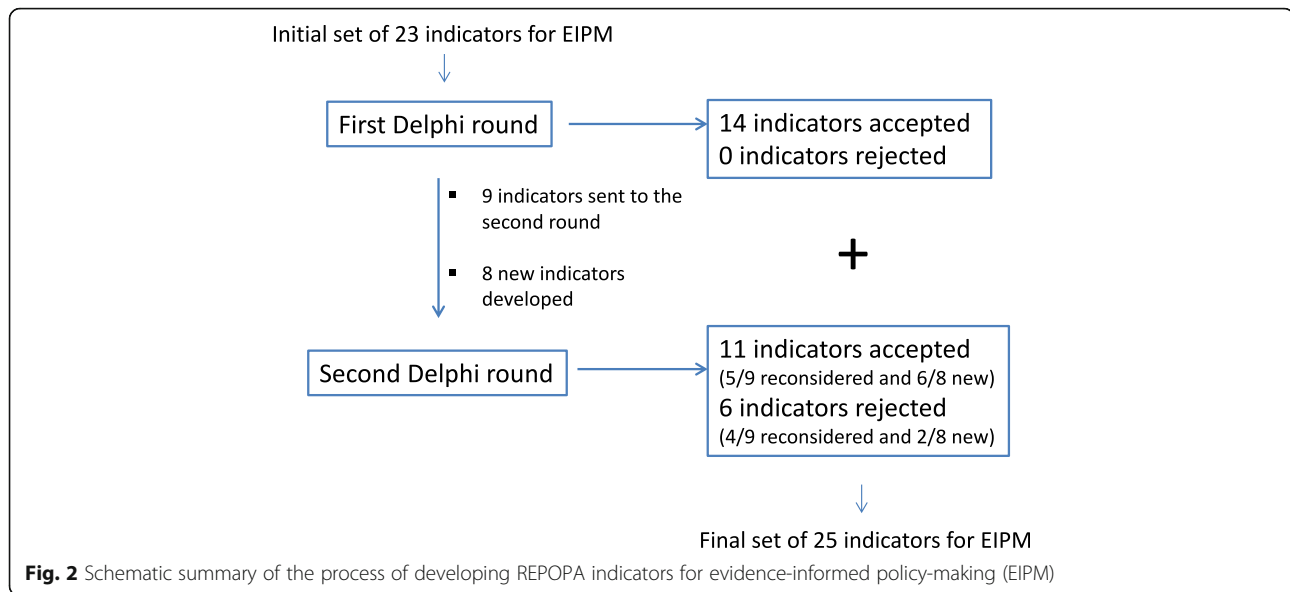 Initial set of 23 indicators for EIPM
First Delphi round
14 indicators accepted
0 indicators rejected
▪ 9 indicators sent to the
second round
▪ 8 new indicators
developed
+
Second Delphi round
11 indicators accepted
(5/9 reconsidered and 6/8 new)
6 indicators rejected
(4/9 reconsidered and 2/8 new)
Final set of 25 indicators for EIPM
Fig. 2 Schematic summary of the process of developing REPOPA indicators for evidence-informed policy-making (EIPM)